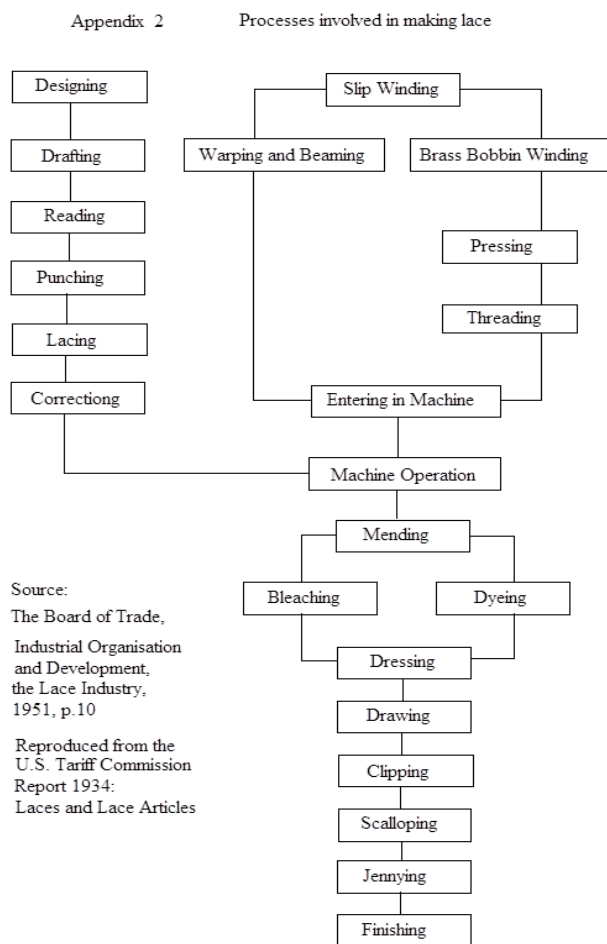 Appendix 2 Processes involved in making lace
Designing
Drafting
Reading
Punching
Lacing
Correctiong
Slip Winding
Warping and Beaming
Brass Bobbin Winding
Pressing
Threading
Entering in Machine
Machine Operation
Mending
Bleaching
Dyeing
Dressing
Drawing
Clipping
Scalloping
Jennying
Finishing
Source:
The Board of Trade,
Industrial Organisation
and Development,
the Lace Industry,
1951, p.10
Reproduced from the
U.S. Tariff Commission
Report 1934:
Laces and Lace Articles